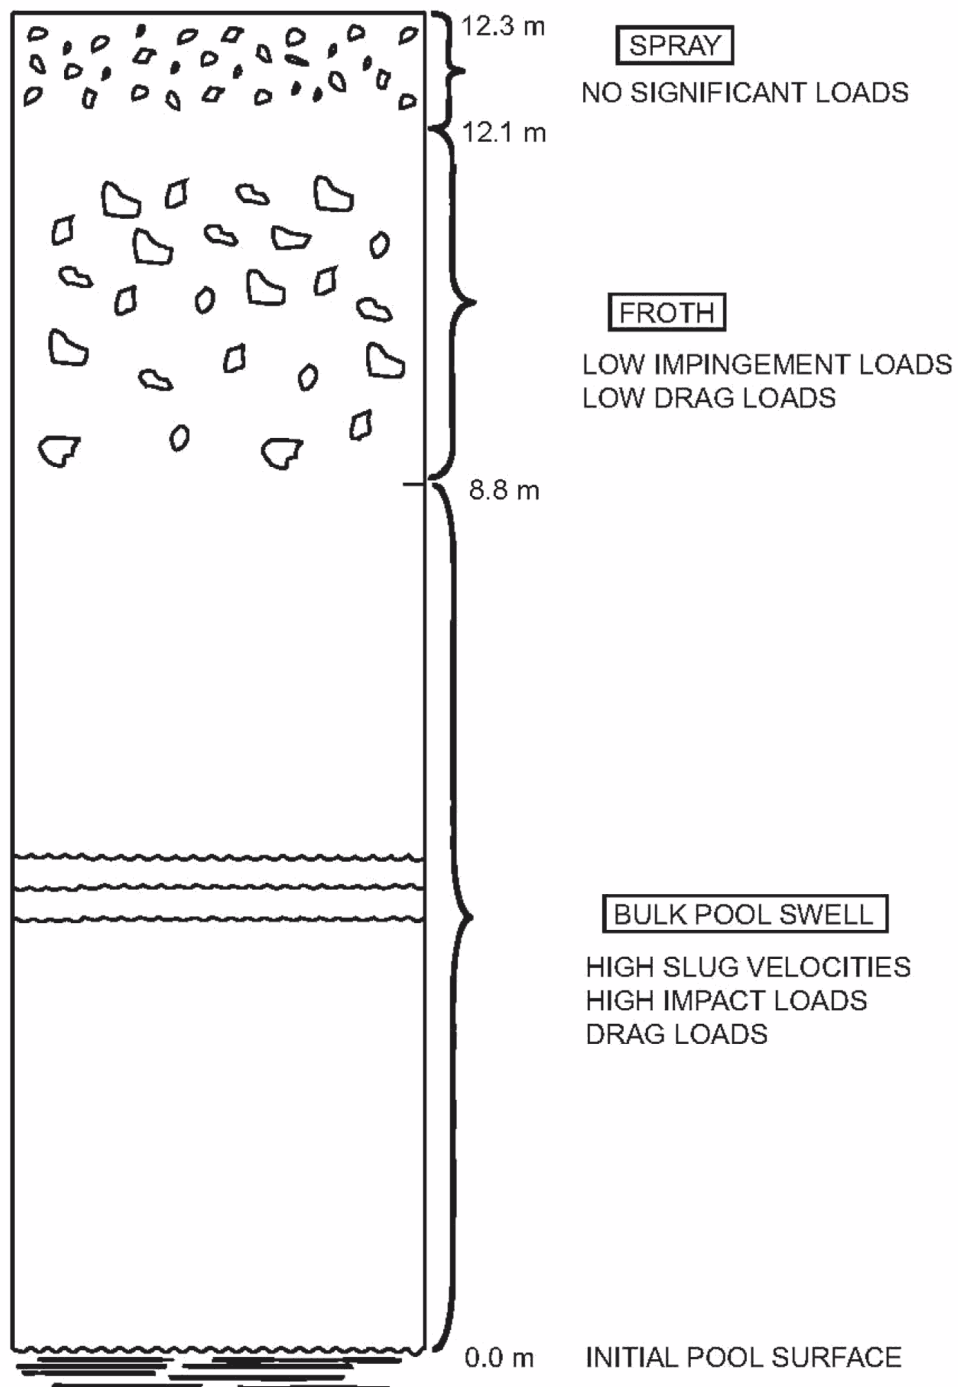 12.3 m
SPRAY
NO SIGNIFICANT LOADS
12.1 m
FROTH
LOW IMPINGEMENT LOADS
LOW DRAG LOADS
8.8 m
BULK POOL SWELL
HIGH SLUG VELOCITIES
HIGH IMPACT LOADS
DRAG LOADS
0.0 m INITIAL POOL SURFACE